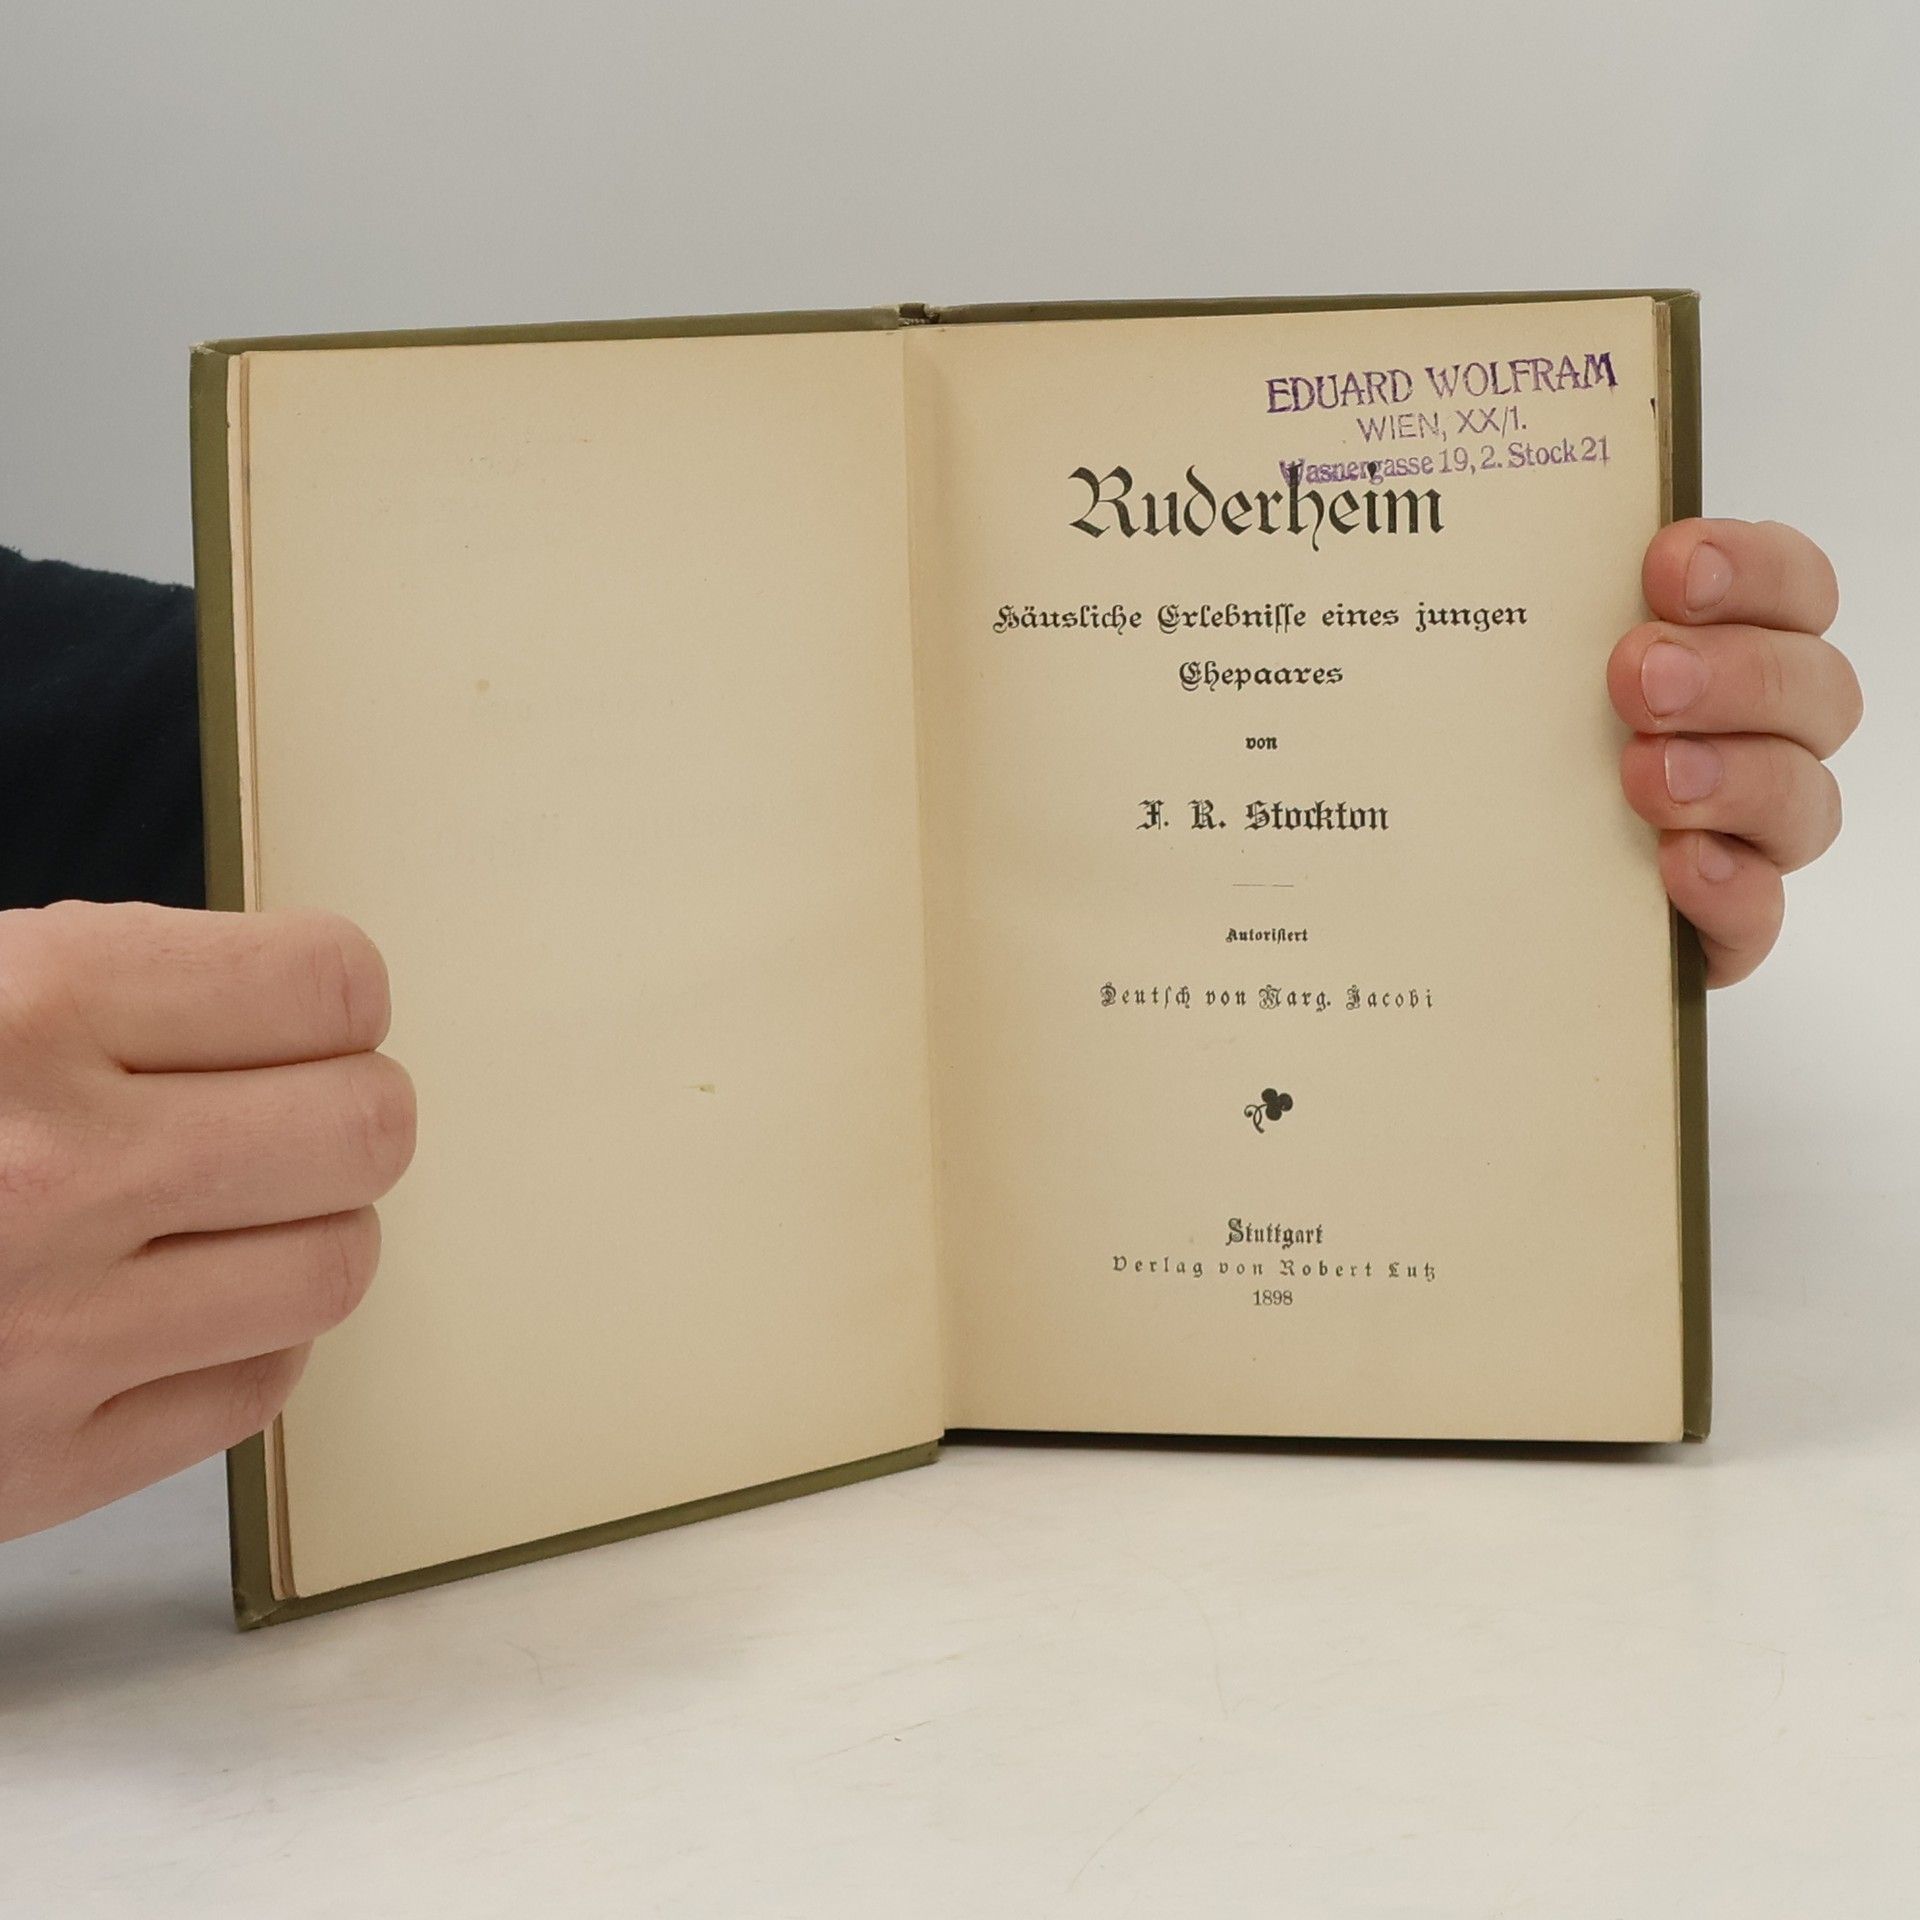 EDUARD WOLFRAM
WIEN, XX/1.
Wasnergasse 19, 2. Stock 21
Ruderheim
Häusliche Erlebniſſe eines jungen
Ehepaares
von
F. R. Stockton
Autoriſiert
Deutſch von Marg. Jacobi
Stuttgart
Verlag von Robert Lutz
1898